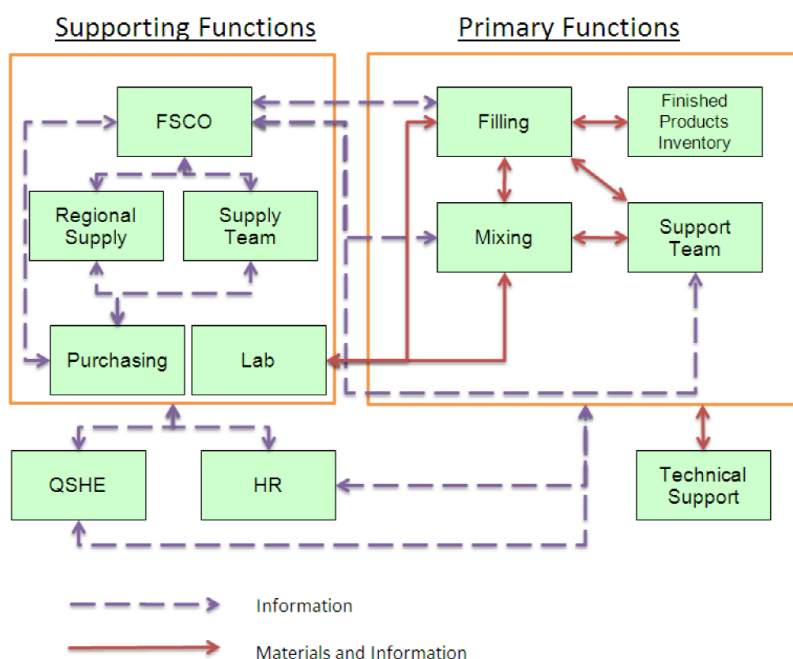 Supporting Functions
Primary Functions
FSCO
Filling
Finished
Products
Inventory
Regional
Supply
Supply
Team
Mixing
Support
Team
Purchasing
Lab
QSHE
HR
Technical
Support
Information
Materials and Information